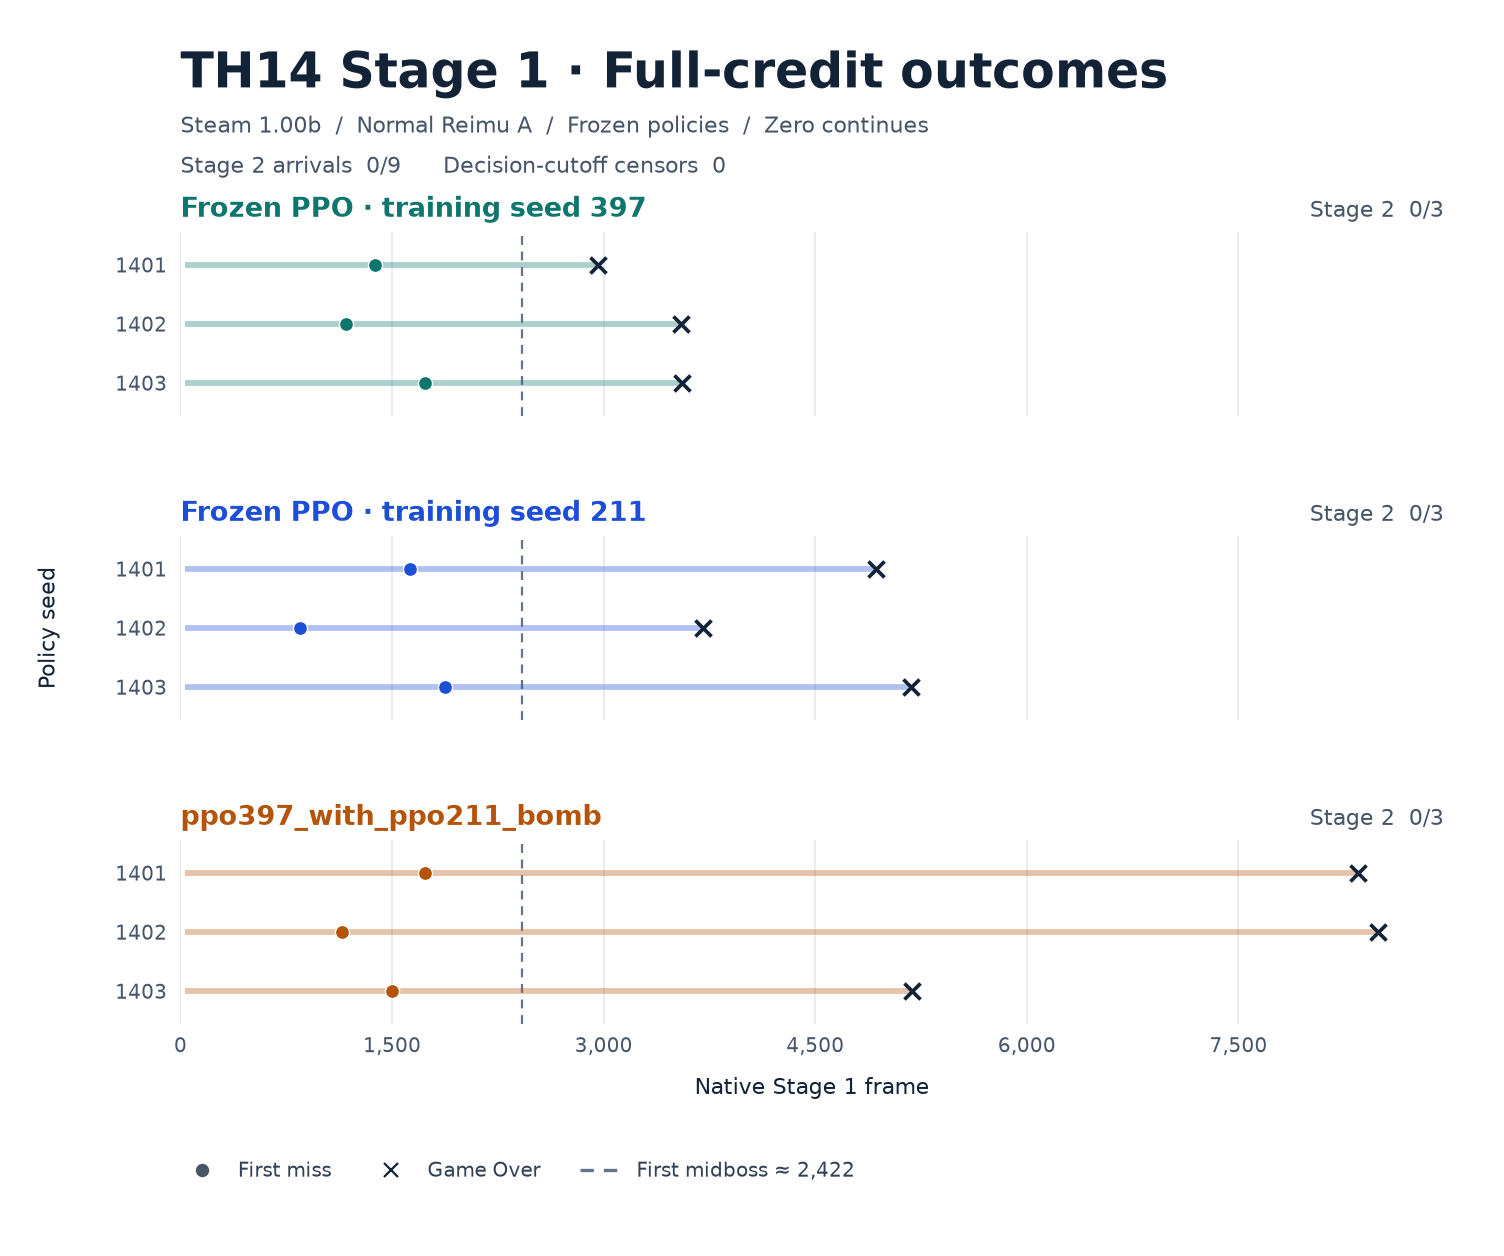 TH14 Stage 1 · Full-credit outcomes
Steam 1.00b / Normal Reimu A / Frozen policies / Zero continues
Stage 2 arrivals 0/9 Decision-cutoff censors 0
Frozen PPO · training seed 397
Stage 2 0/3
1401
1402
1403
Frozen PPO · training seed 211
Stage 2 0/3
Policy seed
1401
1402
1403
ppo397_with_ppo211_bomb
Stage 2 0/3
1401
1402
1403
0 1,500 3,000 4,500 6,000 7,500
Native Stage 1 frame
First miss Game Over First midboss ≈ 2,422